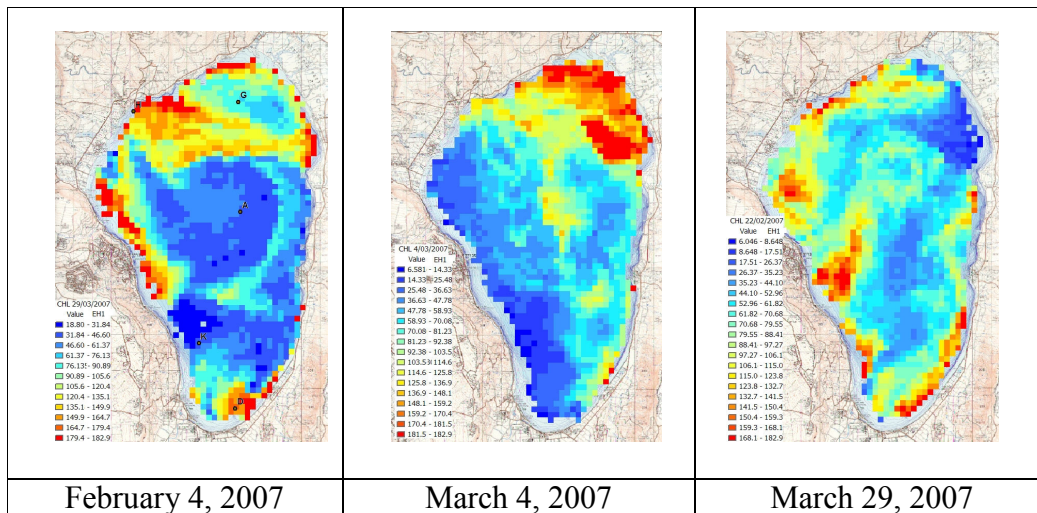 G
F
A
K
D
CHL 29/03/2007
Value EH1
18.80 - 31.84
31.84 - 46.60
46.60 - 61.37
61.37 - 76.13
76.13 - 90.89
90.89 - 105.6
105.6 - 120.4
120.4 - 135.1
135.1 - 149.9
149.9 - 164.7
164.7 - 179.4
179.4 - 182.9
February 4, 2007
CHL 4/03/2007
Value EH1
6.581 - 14.33
14.33 - 25.48
25.48 - 36.63
36.63 - 47.78
47.78 - 58.93
58.93 - 70.08
70.08 - 81.23
81.23 - 92.38
92.38 - 103.5
103.5 - 114.6
114.6 - 125.8
125.8 - 136.9
136.9 - 148.1
148.1 - 159.2
159.2 - 170.4
170.4 - 181.5
181.5 - 182.9
March 4, 2007
CHL 22/02/2007
Value EH1
6.046 - 8.648
8.648 - 17.51
17.51 - 26.37
26.37 - 35.23
35.23 - 44.10
44.10 - 52.96
52.96 - 61.82
61.82 - 70.68
70.68 - 79.55
79.55 - 88.41
88.41 - 97.27
97.27 - 106.1
106.1 - 115.0
115.0 - 123.8
123.8 - 132.7
132.7 - 141.5
141.5 - 150.4
150.4 - 159.3
159.3 - 168.1
168.1 - 182.9
March 29, 2007